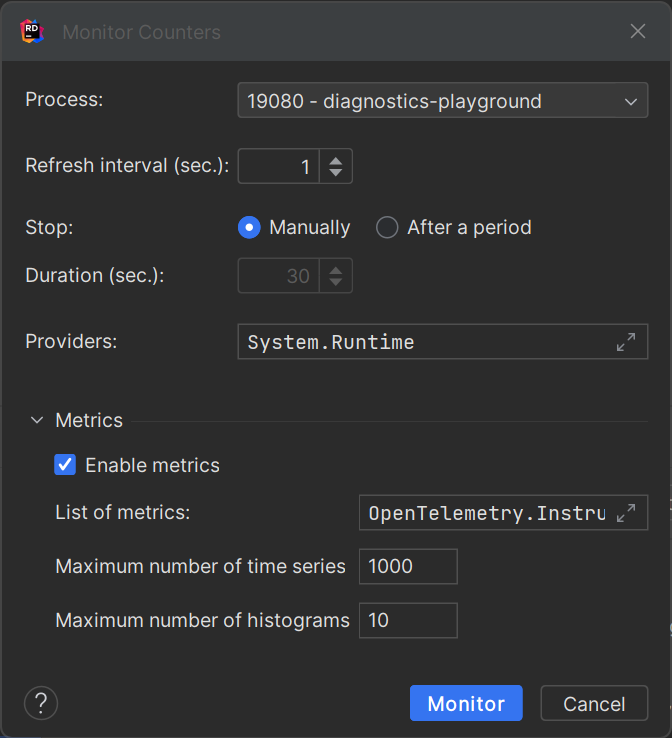 RD Monitor Counters
Process: 19080 - diagnostics-playground
Refresh interval (sec.): 1
Stop: Manually After a period
Duration (sec.): 30
Providers: System.Runtime
Metrics
Enable metrics
List of metrics: OpenTelemetry.Instru
Maximum number of time series 1000
Maximum number of histograms 10
? Monitor Cancel